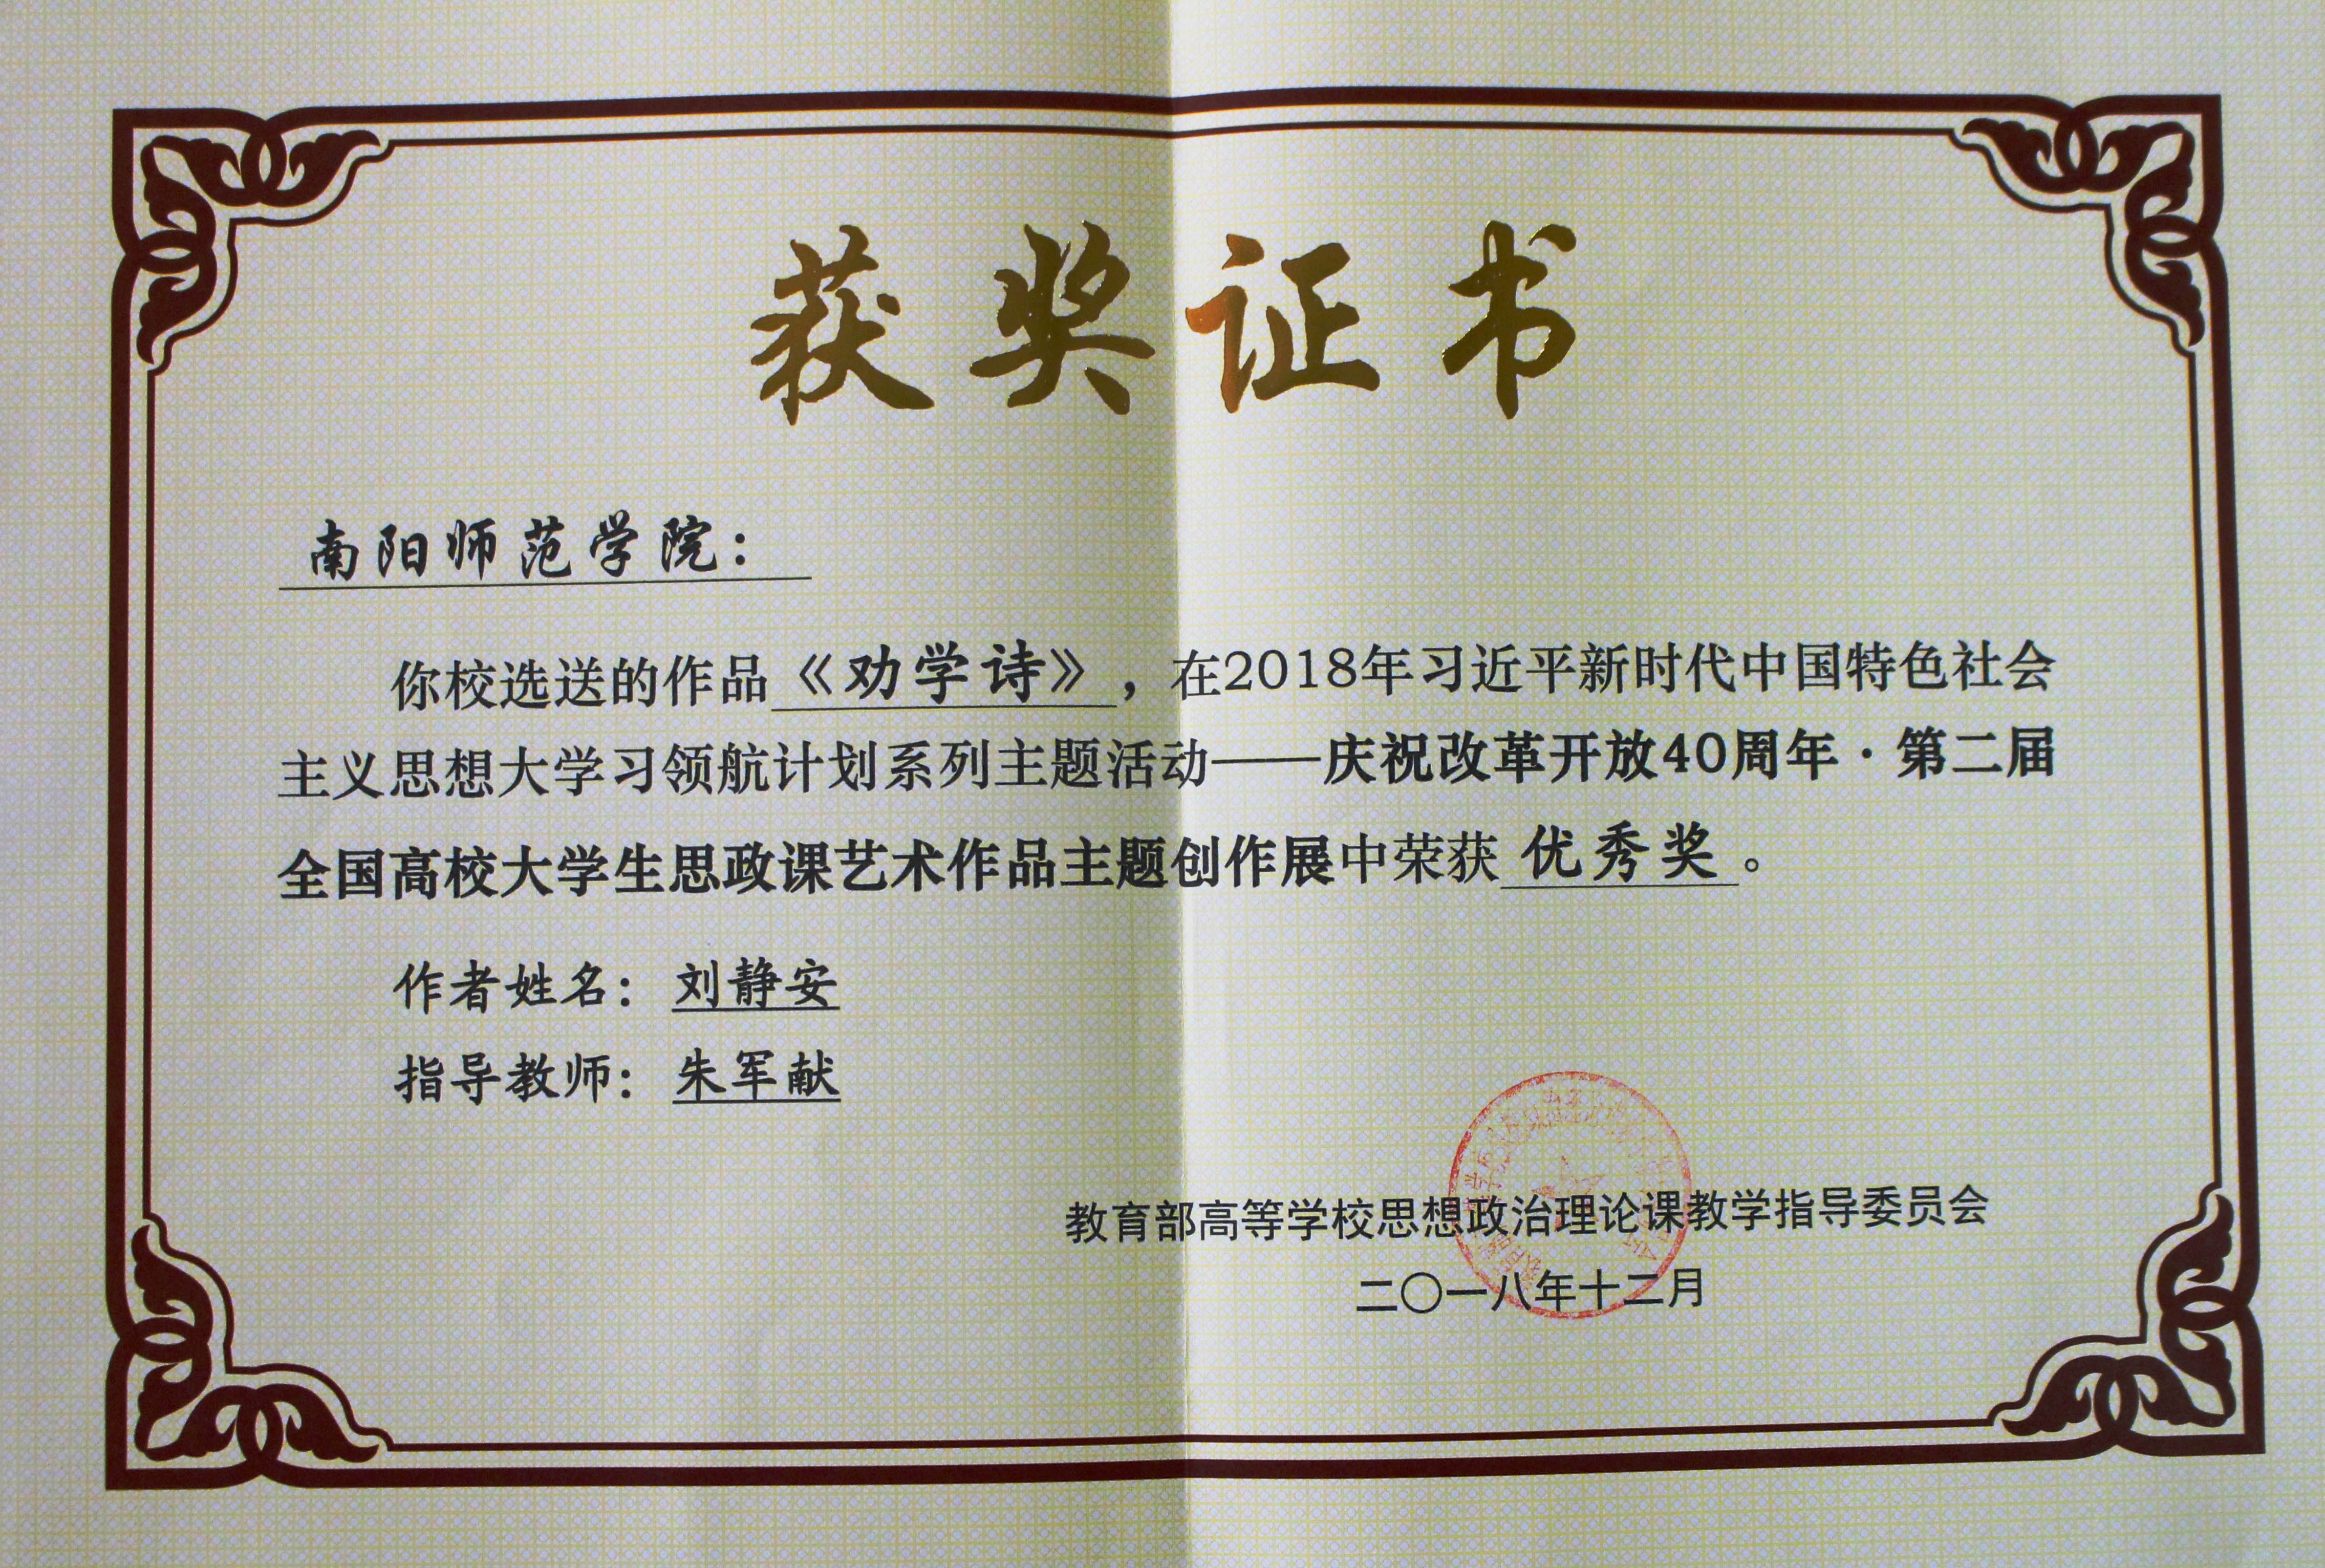 获奖证书
南阳师范学院：
你校选送的作品《劝学诗》，在2018年习近平新时代中国特色社会
主义思想大学习领航计划系列主题活动——庆祝改革开放40周年·第二届
全国高校大学生思政课艺术作品主题创作展中荣获优秀奖。
作者姓名：刘静安
指导教师：朱军献
教育部高等学校思想政治理论课教学指导委员会
二〇一八年十二月